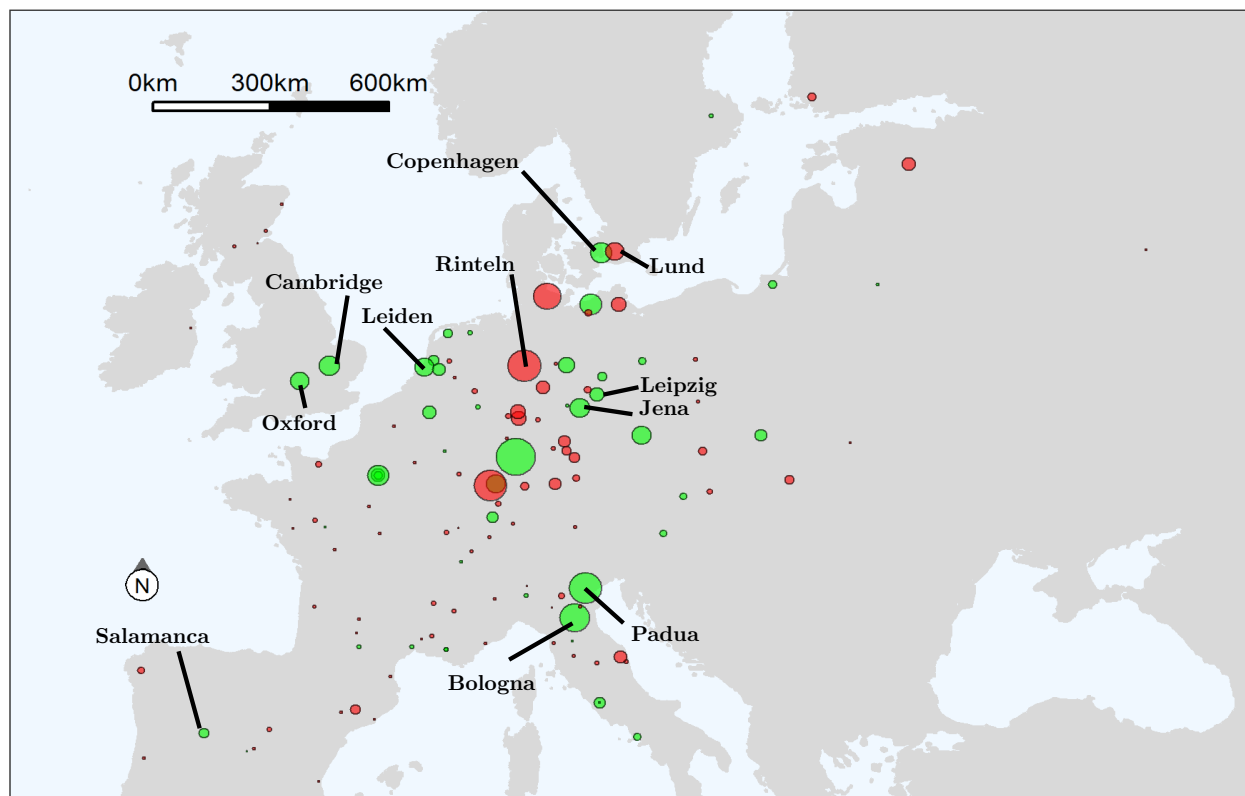 0km 300km 600km
Copenhagen
Rinteln
Lund
Cambridge
Leiden
Leipzig
Jena
Oxford
N
Salamanca
Padua
Bologna